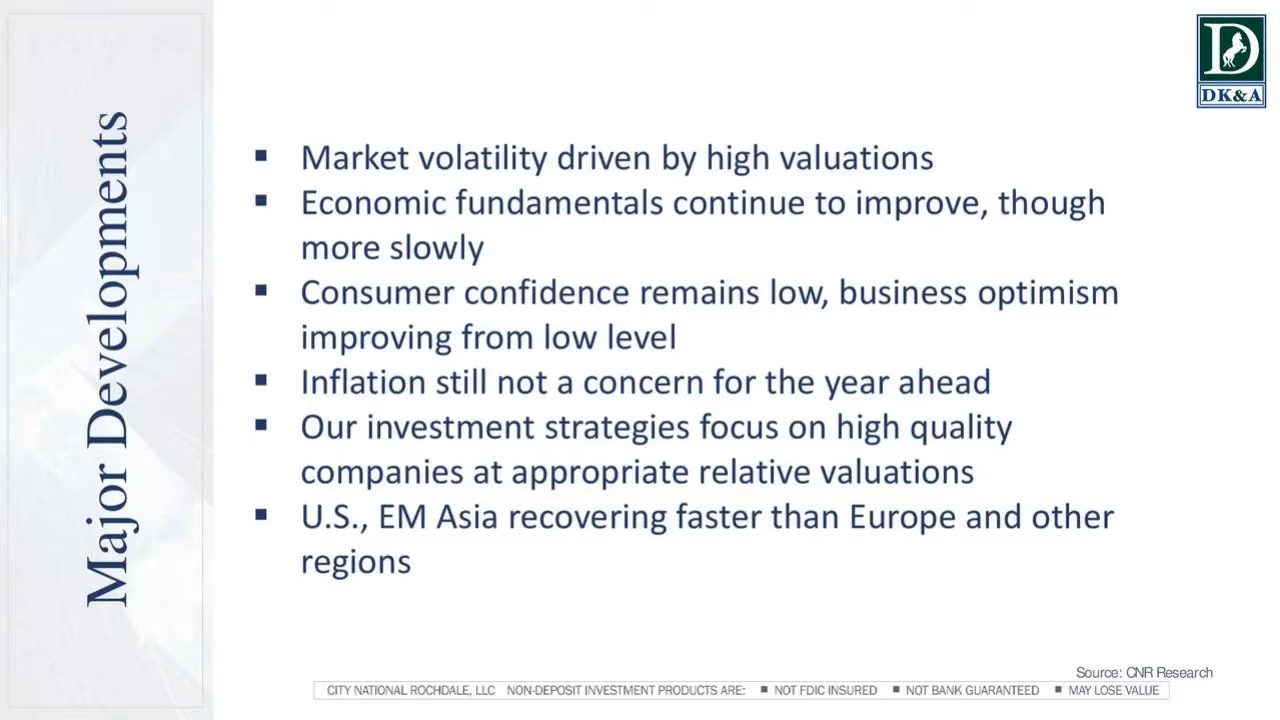 Major Developments
D
DK&A
▪ Market volatility driven by high valuations
▪ Economic fundamentals continue to improve, though
more slowly
▪ Consumer confidence remains low, business optimism
improving from low level
▪ Inflation still not a concern for the year ahead
▪ Our investment strategies focus on high quality
companies at appropriate relative valuations
▪ U.S., EM Asia recovering faster than Europe and other
regions
Source: CNR Research
CITY NATIONAL ROCHDALE, LLC NON-DEPOSIT INVESTMENT PRODUCTS ARE: ■ NOT FDIC INSURED ■ NOT BANK GUARANTEED ■ MAY LOSE VALUE